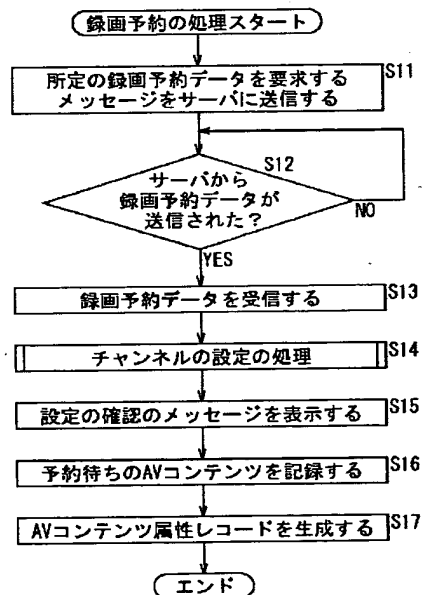 録画予約の処理スタート
所定の録画予約データを要求する
メッセージをサーバに送信する
S11
S12
サーバから
録画予約データが
送信された？
NO
YES
録画予約データを受信する
S13
チャンネルの設定の処理
S14
設定の確認のメッセージを表示する
S15
予約待ちのAVコンテンツを記録する
S16
AVコンテンツ属性レコードを生成する
S17
エンド